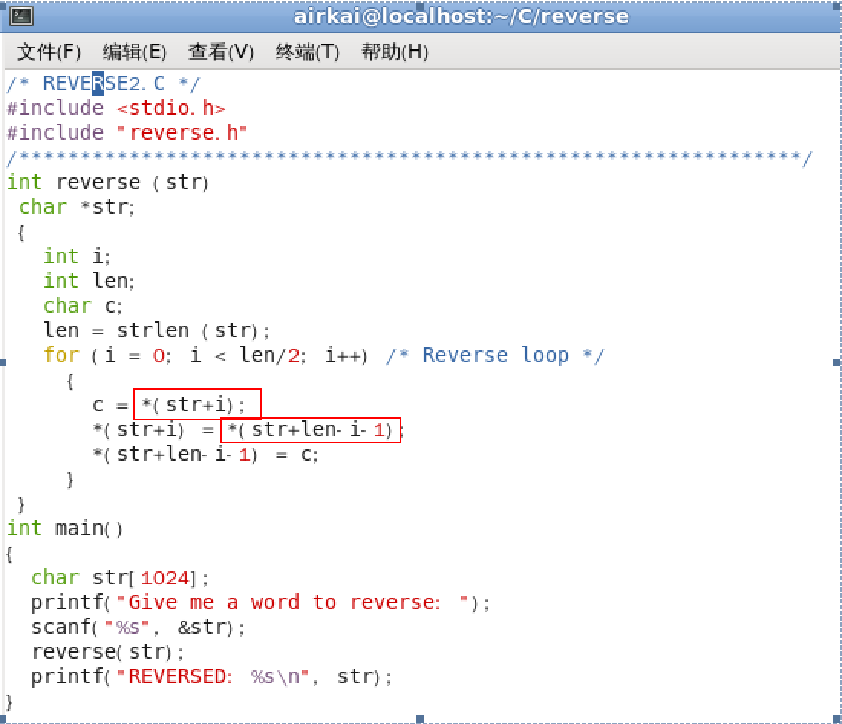 airkai@localhost:~/C/reverse
文件(F) 编辑(E) 查看(V) 终端(T) 帮助(H)
/* REVERSE2.C */
#include <stdio.h>
#include "reverse.h"
/****************************************************************/
int reverse (str)
char *str;
{
int i;
int len;
char c;
len = strlen (str);
for (i = 0; i < len/2; i++) /* Reverse loop */
{
c = *(str+i);
*(str+i) = *(str+len-i-1);
*(str+len-i-1) = c;
}
}
int main()
{
char str[1024];
printf("Give me a word to reverse: ");
scanf("%s", &str);
reverse(str);
printf("REVERSED: %s\n", str);
}